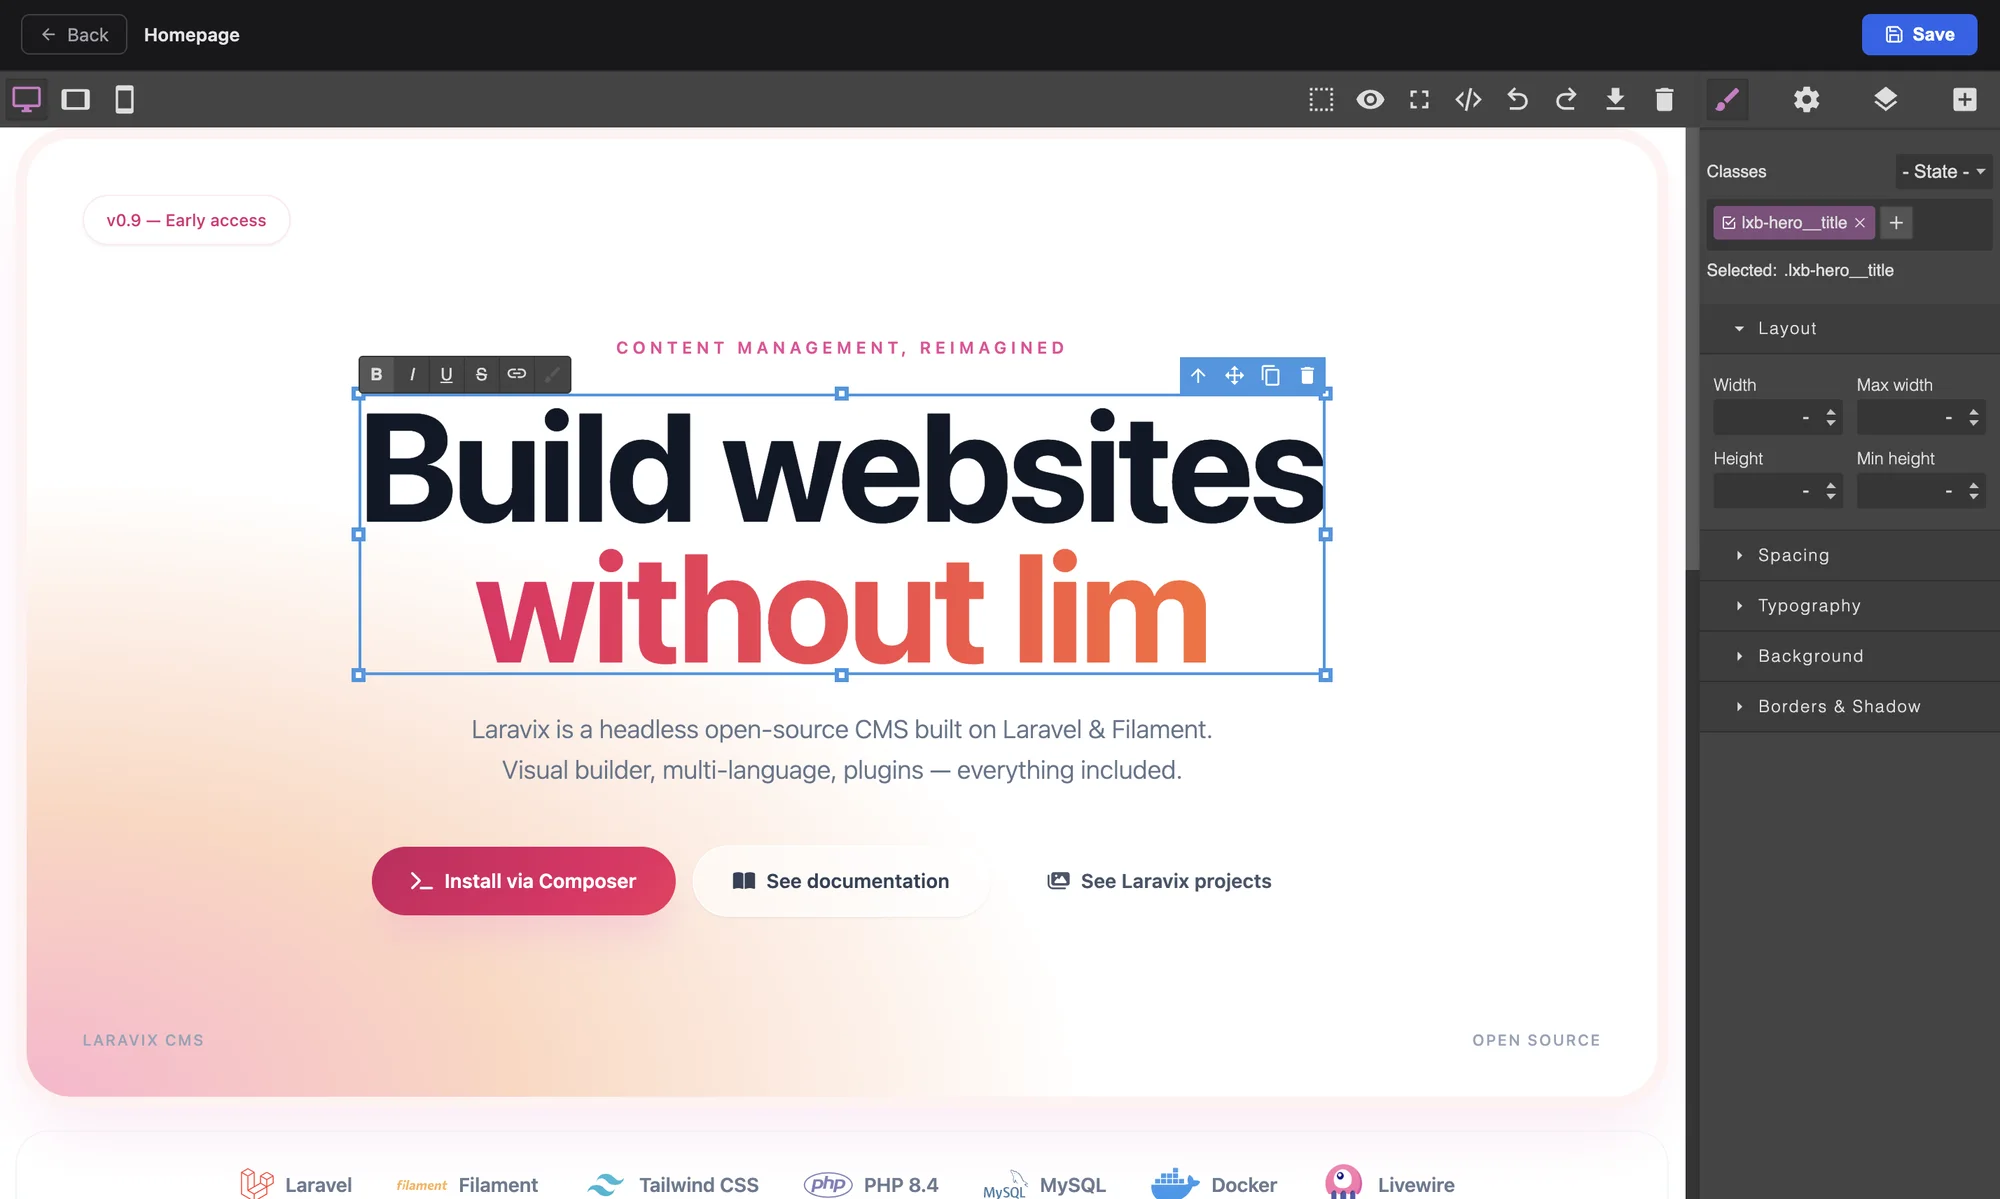 Back
Homepage
Save
Classes
- State -
lxb-hero__title
Selected: .lxb-hero__title
Layout
Width
Max width
-
-
Height
Min height
-
-
Spacing
Typography
Background
Borders & Shadow
v0.9 — Early access
CONTENT MANAGEMENT, REIMAGINED
B I U S
Build websites
without lim
Laravix is a headless open-source CMS built on Laravel & Filament.
Visual builder, multi-language, plugins — everything included.
Install via Composer
See documentation
See Laravix projects
LARAVIX CMS
OPEN SOURCE
Laravel
filament Filament
Tailwind CSS
php PHP 8.4
MySQL MySQL
Docker
Livewire